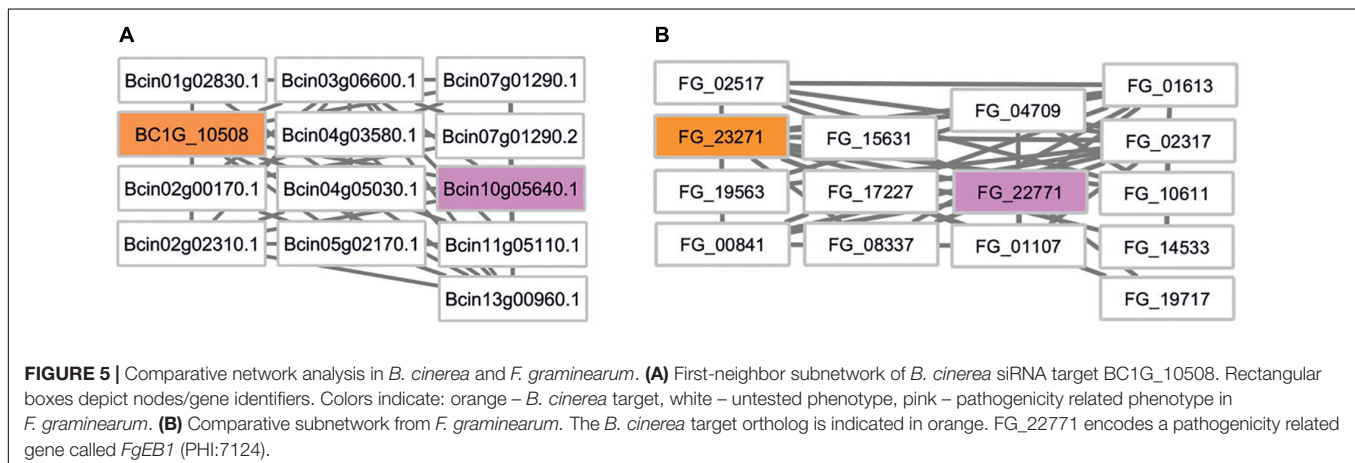 A
B
Bcin01g02830.1 Bcin03g06600.1 Bcin07g01290.1
BC1G_10508 Bcin04g03580.1 Bcin07g01290.2
Bcin02g00170.1 Bcin04g05030.1 Bcin10g05640.1
Bcin02g02310.1 Bcin05g02170.1 Bcin11g05110.1
Bcin13g00960.1
FG_02517 FG_04709 FG_01613
FG_23271 FG_15631 FG_02317
FG_19563 FG_17227 FG_22771 FG_10611
FG_00841 FG_08337 FG_01107 FG_14533
FG_19717
FIGURE 5 | Comparative network analysis in B. cinerea and F. graminearum. (A) First-neighbor subnetwork of B. cinerea siRNA target BC1G_10508. Rectangular
boxes depict nodes/gene identifiers. Colors indicate: orange – B. cinerea target, white – untested phenotype, pink – pathogenicity related phenotype in
F. graminearum. (B) Comparative subnetwork from F. graminearum. The B. cinerea target ortholog is indicated in orange. FG_22771 encodes a pathogenicity related
gene called FgEB1 (PHI:7124).